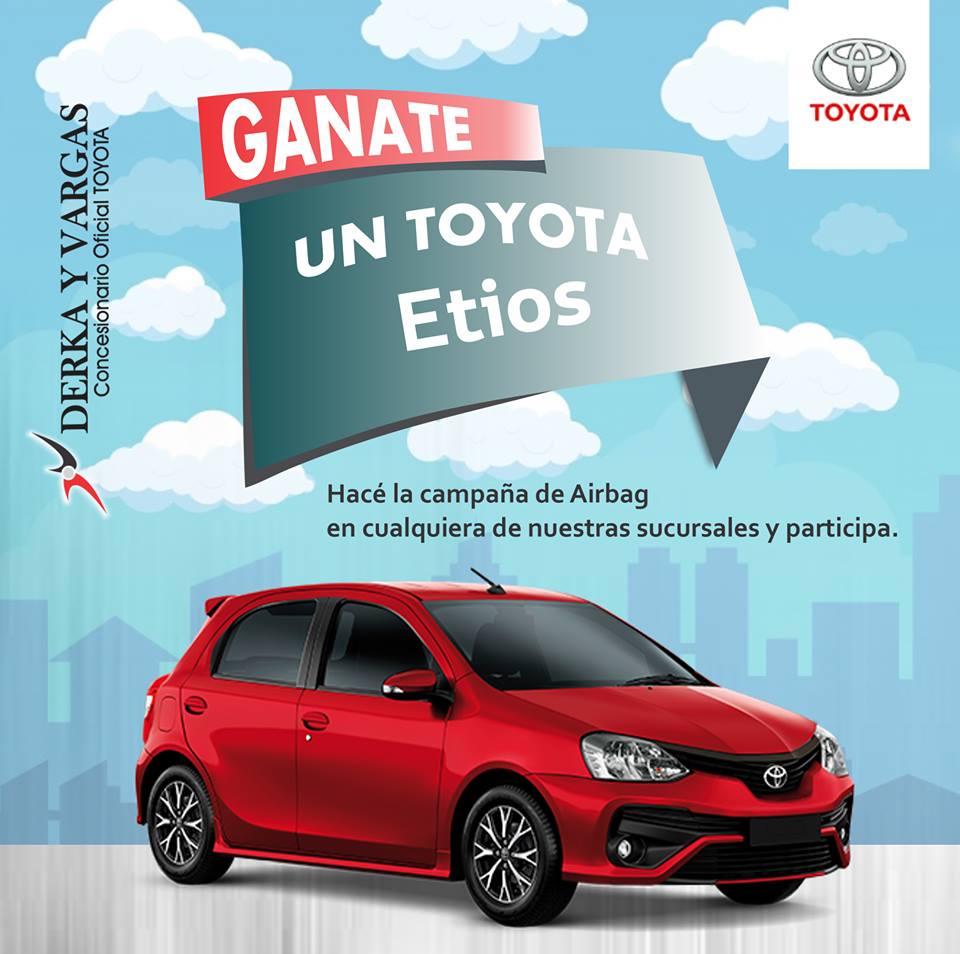 TOYOTA
DERKA Y VARGAS
Concesionario Oficial TOYOTA
GANATE
UN TOYOTA
Etios
Hacé la campaña de Airbag
en cualquiera de nuestras sucursales y participa.